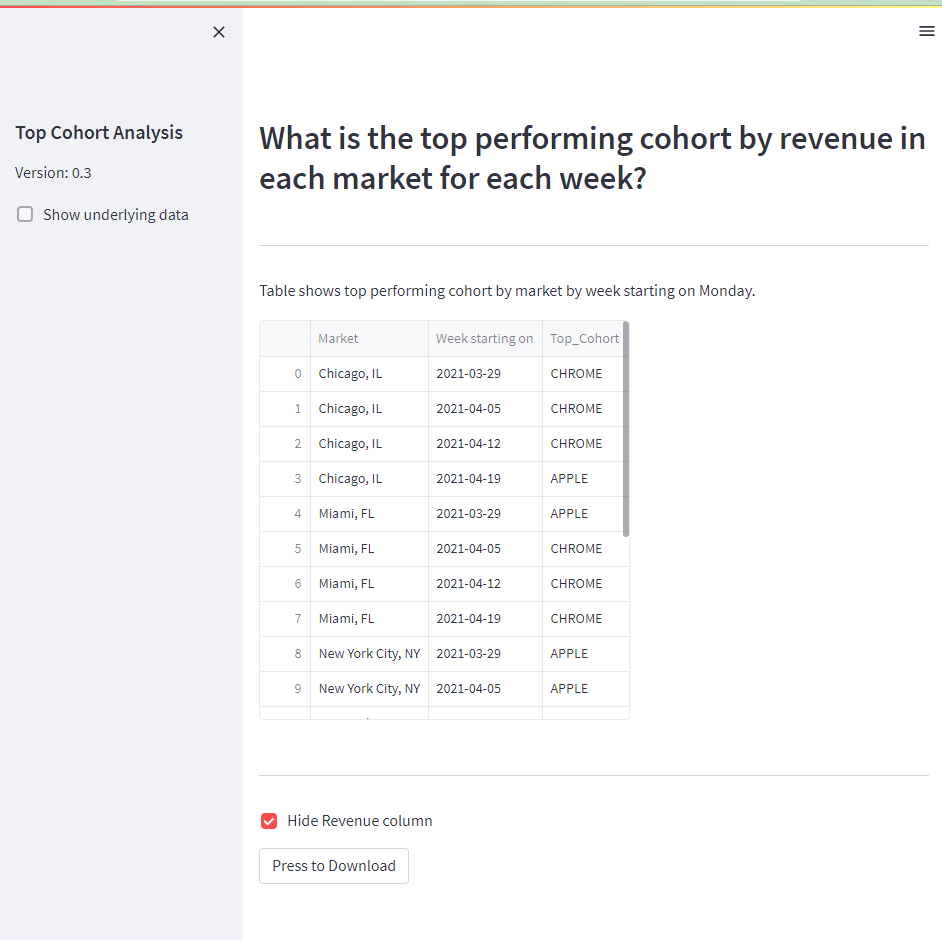 Top Cohort Analysis
Version: 0.3
Show underlying data
What is the top performing cohort by revenue in
each market for each week?
Table shows top performing cohort by market by week starting on Monday.
Market Week starting on Top_Cohort
0 Chicago, IL 2021-03-29 CHROME
1 Chicago, IL 2021-04-05 CHROME
2 Chicago, IL 2021-04-12 CHROME
3 Chicago, IL 2021-04-19 APPLE
4 Miami, FL 2021-03-29 APPLE
5 Miami, FL 2021-04-05 CHROME
6 Miami, FL 2021-04-12 CHROME
7 Miami, FL 2021-04-19 CHROME
8 New York City, NY 2021-03-29 APPLE
9 New York City, NY 2021-04-05 APPLE
Hide Revenue column
Press to Download